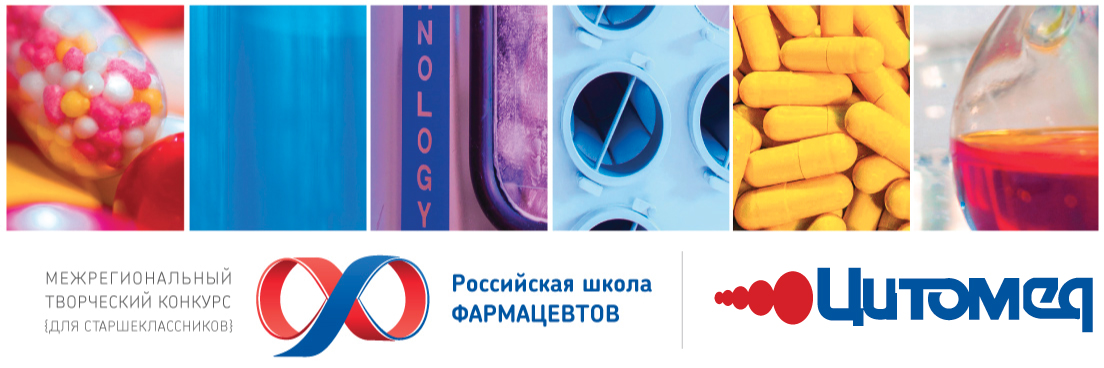 NOLOGY
МЕЖРЕГИОНАЛЬНЫЙ
ТВОРЧЕСКИЙ КОНКУРС
{ДЛЯ СТАРШЕКЛАССНИКОВ}
Российская школа
ФАРМАЦЕВТОВ
Цитомед